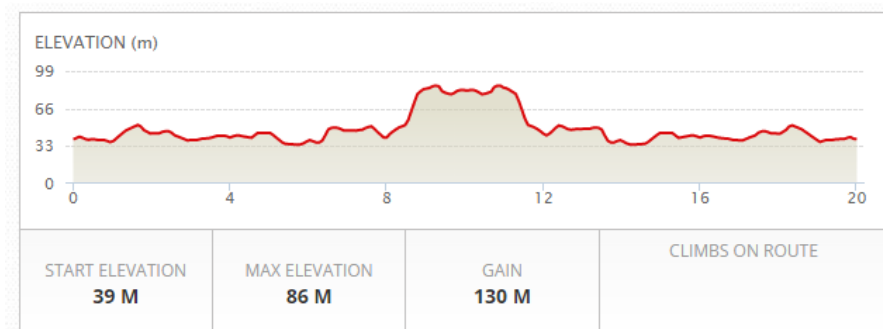 ELEVATION (m)
99
66
33
0
0 4 8 12 16 20
START ELEVATION
39 M
MAX ELEVATION
86 M
GAIN
130 M
CLIMBS ON ROUTE